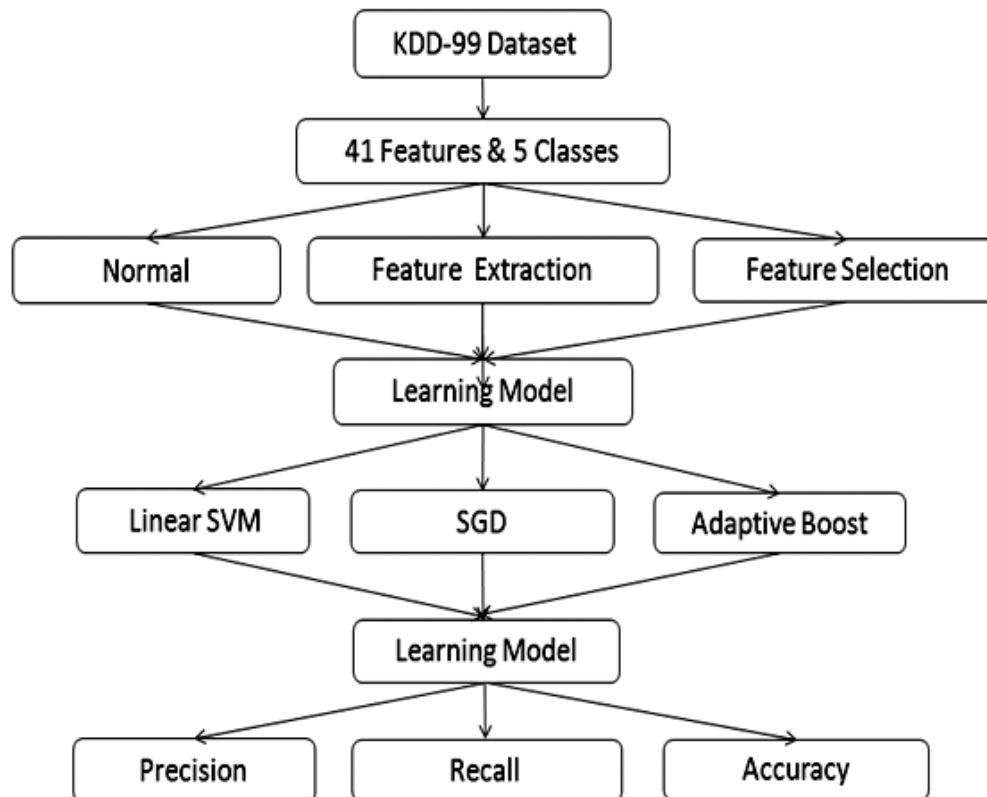 KDD-99 Dataset
41 Features & 5 Classes
Normal
Feature Extraction
Feature Selection
Learning Model
Linear SVM
SGD
Adaptive Boost
Learning Model
Precision
Recall
Accuracy